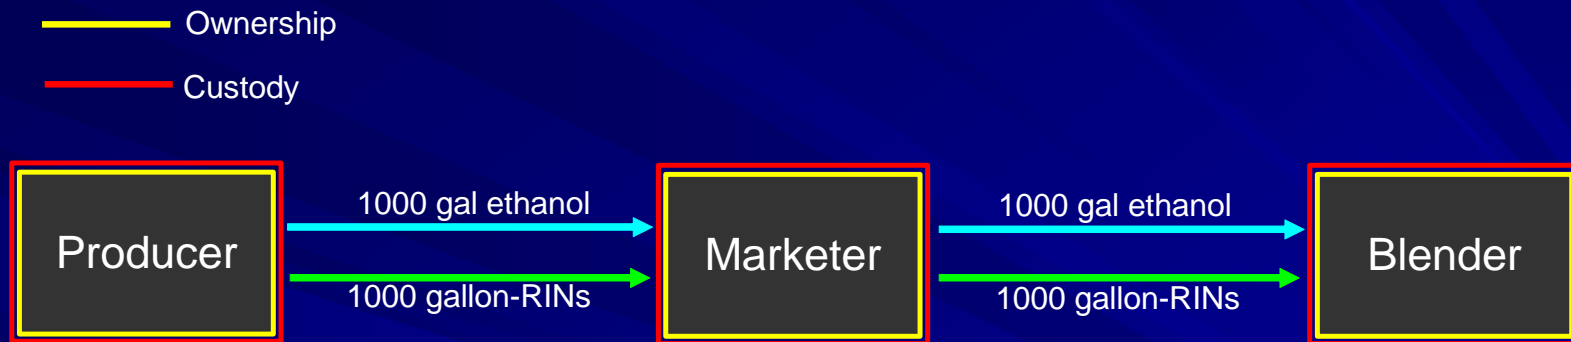 Ownership
Custody
Producer
1000 gal ethanol
1000 gallon-RINs
Marketer
1000 gal ethanol
1000 gallon-RINs
Blender